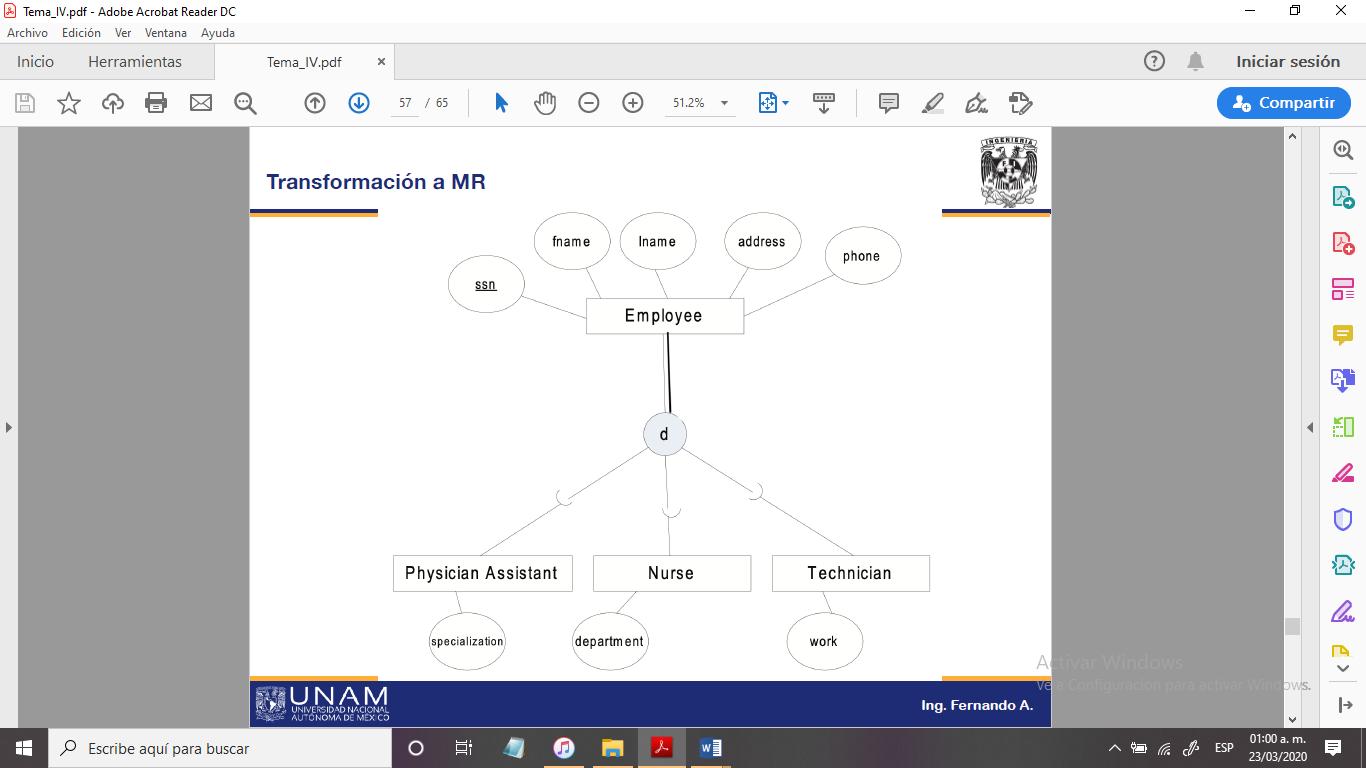 Tema_IV.pdf - Adobe Acrobat Reader DC
Archivo Edición Ver Ventana Ayuda
Inicio Herramientas Tema_IV.pdf × Iniciar sesión
57 / 65 51.2% Compartir
INGENIERIA
Transformación a MR
fname lname address
phone
ssn
Employee
d
Physician Assistant Nurse Technician
specialization department work
Activar Windows
Ve a Configuración para activar Windows.
UNAM
UNIVERSIDAD NACIONAL
AUTÓNOMA DE MÉXICO
Ing. Fernando A.
Escribe aquí para buscar
ESP
01:00 a. m.
23/03/2020